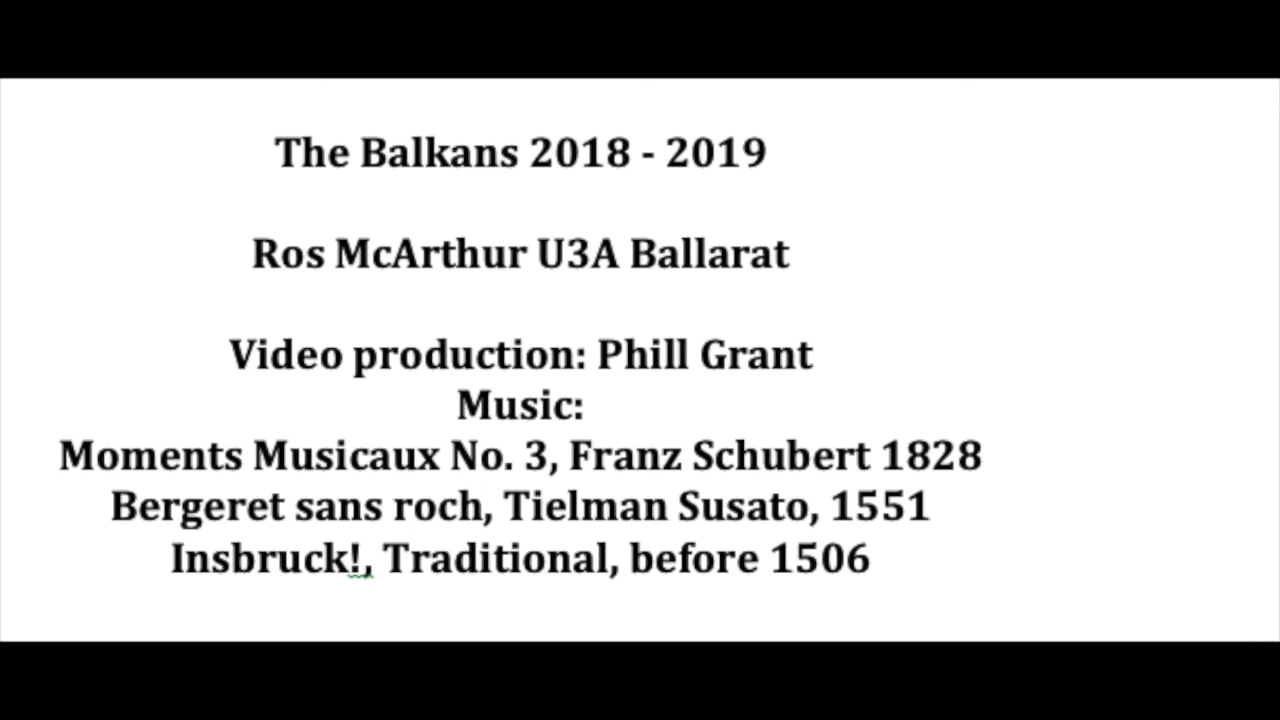 The Balkans 2018 - 2019
Ros McArthur U3A Ballarat
Video production: Phill Grant
Music:
Moments Musicaux No. 3, Franz Schubert 1828
Bergeret sans roch, Tielman Susato, 1551
Insbruck!, Traditional, before 1506